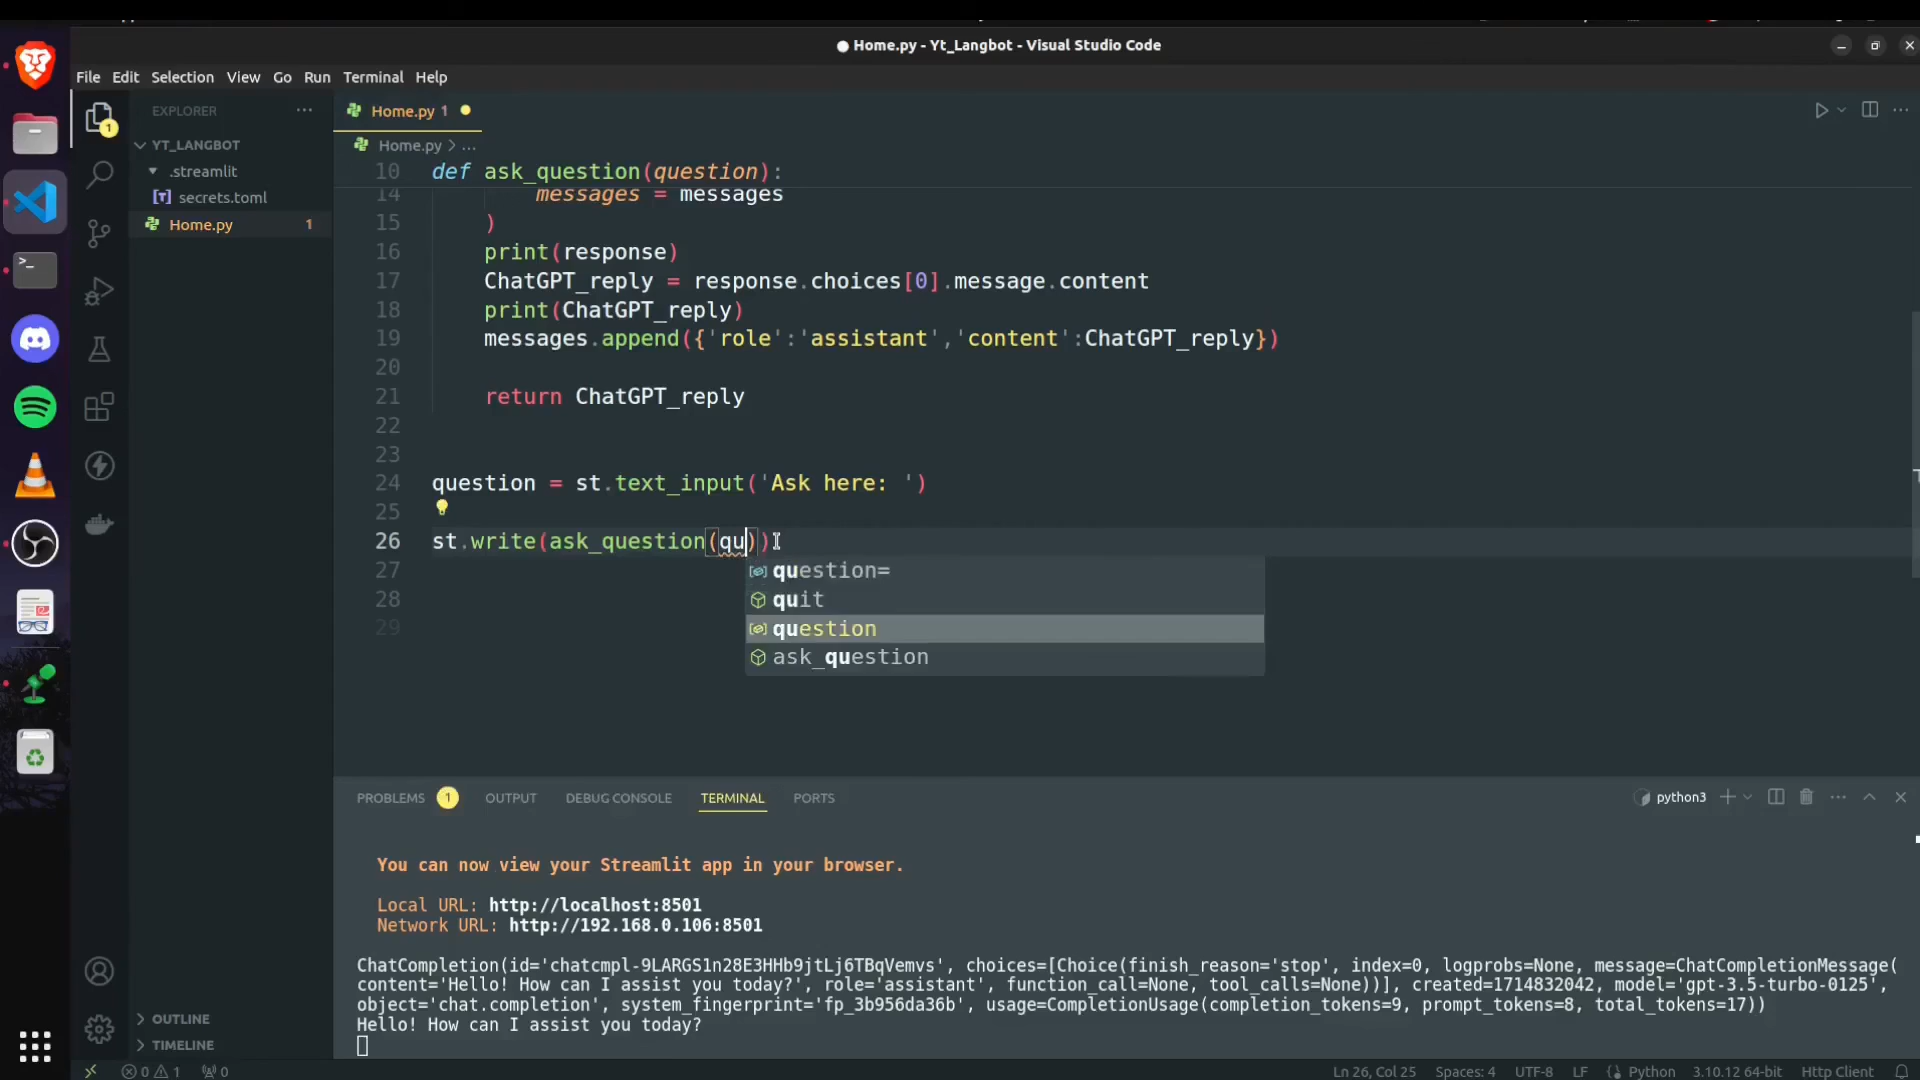 Home.py - Yt_Langbot - Visual Studio Code
File Edit Selection View Go Run Terminal Help
EXPLORER
YT_LANGBOT
.streamlit
secrets.toml
Home.py 1
OUTLINE
TIMELINE
1
Home.py 1
Home.py > ...
10 def ask_question(question):
14 messages = messages
15 )
16 print(response)
17 ChatGPT_reply = response.choices[0].message.content
18 print(ChatGPT_reply)
19 messages.append({'role':'assistant','content':ChatGPT_reply})
20
21 return ChatGPT_reply
22
23
24 question = st.text_input('Ask here: ')
25
26 st.write(ask_question(qu))
27
28
29
question=
quit
question
ask_question
PROBLEMS 1 OUTPUT DEBUG CONSOLE TERMINAL PORTS
python3
You can now view your Streamlit app in your browser.
Local URL: http://localhost:8501
Network URL: http://192.168.0.106:8501
ChatCompletion(id='chatcmpl-9LARGS1n28E3HHb9jtLj6TBqVemvs', choices=[Choice(finish_reason='stop', index=0, logprobs=None, message=ChatCompletionMessage(
content='Hello! How can I assist you today?', role='assistant', function_call=None, tool_calls=None))], created=1714832042, model='gpt-3.5-turbo-0125',
object='chat.completion', system_fingerprint='fp_3b956da36b', usage=CompletionUsage(completion_tokens=9, prompt_tokens=8, total_tokens=17))
Hello! How can I assist you today?
0 1 0 Ln 26, Col 25 Spaces: 4 UTF-8 LF Python 3.10.12 64-bit Http Client